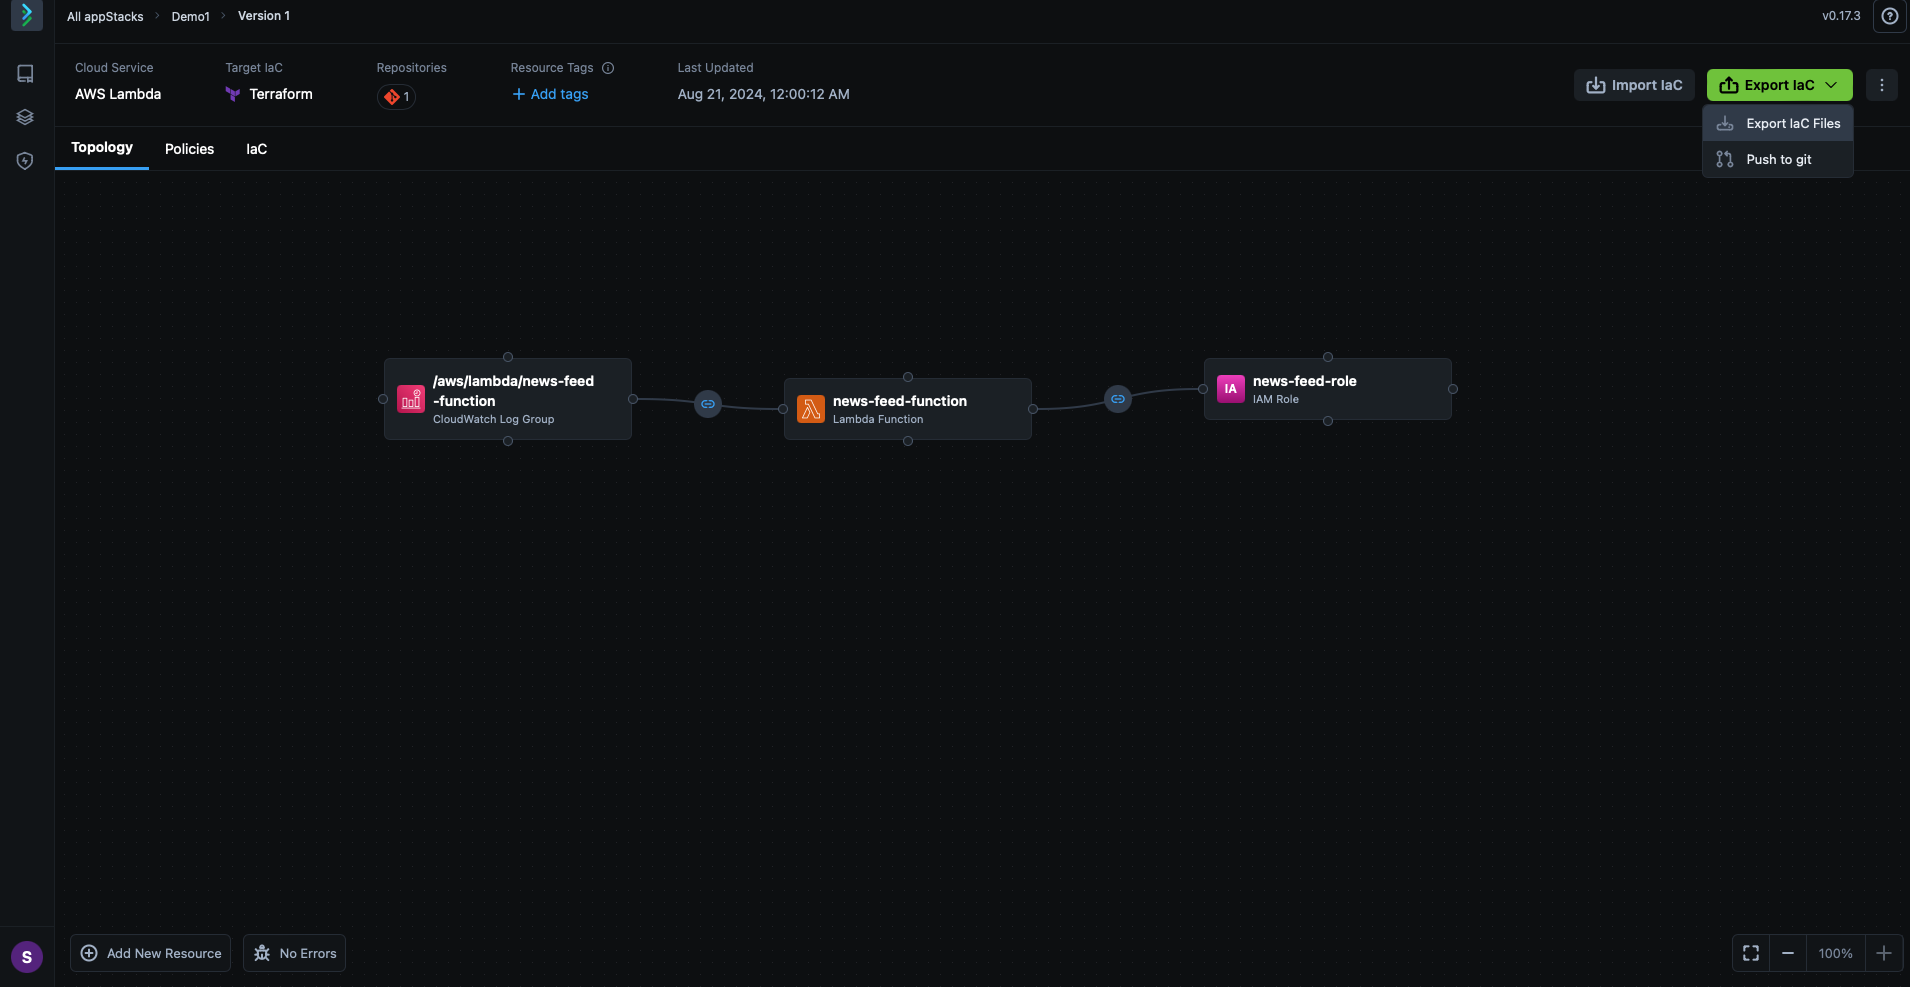 All appStacks
Demo1
Version 1
v0.17.3
Cloud Service
AWS Lambda
Target IaC
Terraform
Repositories
1
Resource Tags
Add tags
Last Updated
Aug 21, 2024, 12:00:12 AM
Import IaC
Export IaC
Export IaC Files
Push to git
Topology
Policies
IaC
/aws/lambda/news-feed
-function
CloudWatch Log Group
news-feed-function
Lambda Function
IA
news-feed-role
IAM Role
S
Add New Resource
No Errors
100%